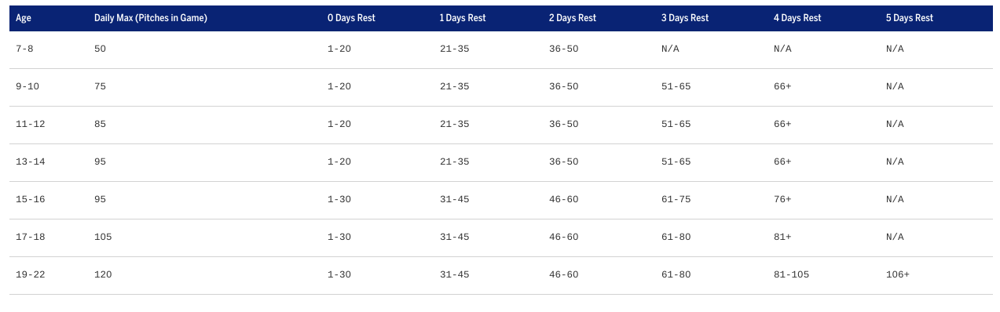 Age Daily Max (Pitches in Game) 0 Days Rest 1 Days Rest 2 Days Rest 3 Days Rest 4 Days Rest 5 Days Rest
7-8 50 1-20 21-35 36-50 N/A N/A N/A
9-10 75 1-20 21-35 36-50 51-65 66+ N/A
11-12 85 1-20 21-35 36-50 51-65 66+ N/A
13-14 95 1-20 21-35 36-50 51-65 66+ N/A
15-16 95 1-30 31-45 46-60 61-75 76+ N/A
17-18 105 1-30 31-45 46-60 61-80 81+ N/A
19-22 120 1-30 31-45 46-60 61-80 81-105 106+